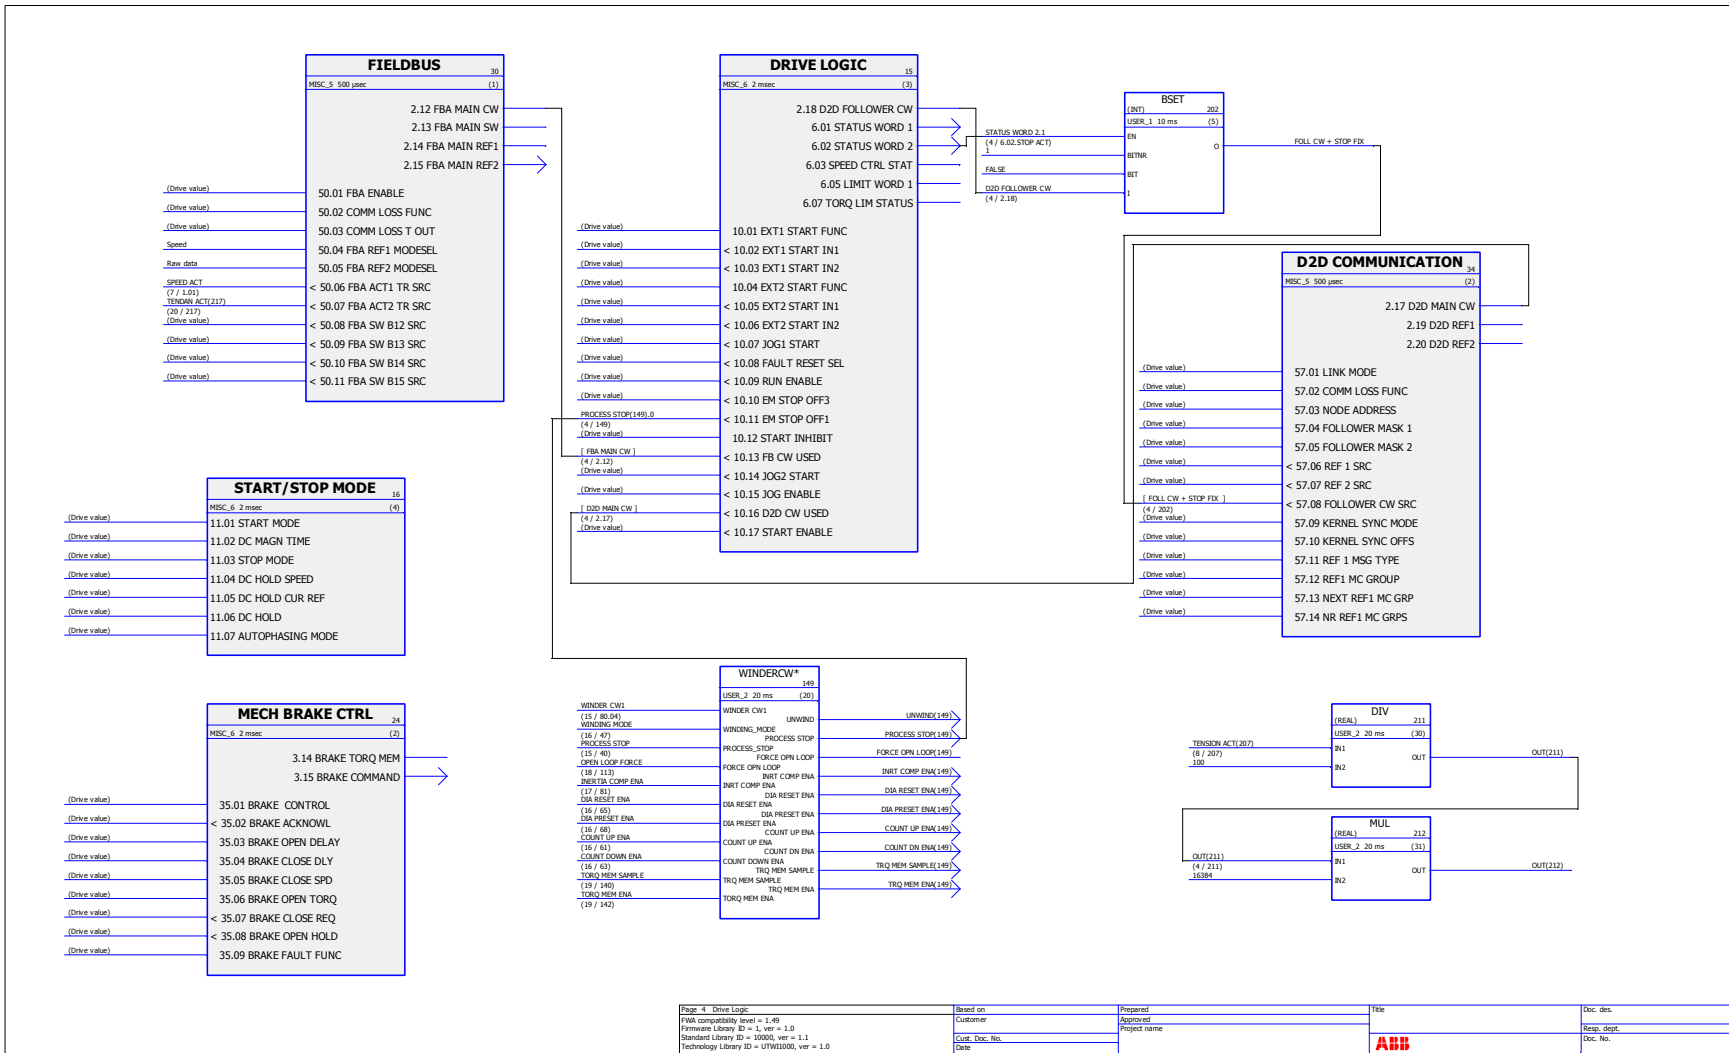 FIELDBUS
30
MISC_5 500 µsec
(1)
2.12 FBA MAIN CW
2.13 FBA MAIN SW
2.14 FBA MAIN REF1
2.15 FBA MAIN REF2
(Drive value)
50.01 FBA ENABLE
(Drive value)
50.02 COMM LOSS FUNC
(Drive value)
50.03 COMM LOSS T OUT
Speed
50.04 FBA REF1 MODESEL
Raw data
50.05 FBA REF2 MODESEL
SPEED ACT
(7 / 1.01)
< 50.06 FBA ACT1 TR SRC
TENDAN ACT(217)
(20 / 217)
< 50.07 FBA ACT2 TR SRC
(Drive value)
< 50.08 FBA SW B12 SRC
(Drive value)
< 50.09 FBA SW B13 SRC
(Drive value)
< 50.10 FBA SW B14 SRC
(Drive value)
< 50.11 FBA SW B15 SRC
DRIVE LOGIC
15
MISC_6 2 msec
(3)
2.18 D2D FOLLOWER CW
6.01 STATUS WORD 1
6.02 STATUS WORD 2
6.03 SPEED CTRL STAT
6.05 LIMIT WORD 1
6.07 TORQ LIM STATUS
(Drive value)
10.01 EXT1 START FUNC
(Drive value)
< 10.02 EXT1 START IN1
(Drive value)
< 10.03 EXT1 START IN2
(Drive value)
10.04 EXT2 START FUNC
(Drive value)
< 10.05 EXT2 START IN1
(Drive value)
< 10.06 EXT2 START IN2
(Drive value)
< 10.07 JOG1 START
(Drive value)
< 10.08 FAULT RESET SEL
(Drive value)
< 10.09 RUN ENABLE
(Drive value)
< 10.10 EM STOP OFF3
PROCESS STOP(149).0
(4 / 149)
< 10.11 EM STOP OFF1
(Drive value)
10.12 START INHIBIT
[ FBA MAIN CW ]
(4 / 2.12)
< 10.13 FB CW USED
(Drive value)
< 10.14 JOG2 START
(Drive value)
< 10.15 JOG ENABLE
[ D2D MAIN CW ]
(4 / 2.17)
< 10.16 D2D CW USED
(Drive value)
< 10.17 START ENABLE
BSET
(INT)
202
USER_1 10 ms
(5)
STATUS WORD 2.1
(4 / 6.02.STOP ACT)
EN
1
BITNR
FALSE
BIT
D2D FOLLOWER CW
(4 / 2.18)
I
O
FOLL CW + STOP FIX
D2D COMMUNICATION
34
MISC_5 500 µsec
(2)
2.17 D2D MAIN CW
2.19 D2D REF1
2.20 D2D REF2
(Drive value)
57.01 LINK MODE
(Drive value)
57.02 COMM LOSS FUNC
(Drive value)
57.03 NODE ADDRESS
(Drive value)
57.04 FOLLOWER MASK 1
(Drive value)
57.05 FOLLOWER MASK 2
(Drive value)
< 57.06 REF 1 SRC
(Drive value)
< 57.07 REF 2 SRC
[ FOLL CW + STOP FIX ]
(4 / 202)
< 57.08 FOLLOWER CW SRC
(Drive value)
57.09 KERNEL SYNC MODE
(Drive value)
57.10 KERNEL SYNC OFFS
(Drive value)
57.11 REF 1 MSG TYPE
(Drive value)
57.12 REF1 MC GROUP
(Drive value)
57.13 NEXT REF1 MC GRP
(Drive value)
57.14 NR REF1 MC GRPS
START/STOP MODE
16
MISC_6 2 msec
(4)
(Drive value)
11.01 START MODE
(Drive value)
11.02 DC MAGN TIME
(Drive value)
11.03 STOP MODE
(Drive value)
11.04 DC HOLD SPEED
(Drive value)
11.05 DC HOLD CUR REF
(Drive value)
11.06 DC HOLD
(Drive value)
11.07 AUTOPHASING MODE
MECH BRAKE CTRL
24
MISC_6 2 msec
(2)
3.14 BRAKE TORQ MEM
3.15 BRAKE COMMAND
(Drive value)
35.01 BRAKE CONTROL
(Drive value)
< 35.02 BRAKE ACKNOWL
(Drive value)
35.03 BRAKE OPEN DELAY
(Drive value)
35.04 BRAKE CLOSE DLY
(Drive value)
35.05 BRAKE CLOSE SPD
(Drive value)
35.06 BRAKE OPEN TORQ
(Drive value)
< 35.07 BRAKE CLOSE REQ
(Drive value)
< 35.08 BRAKE OPEN HOLD
(Drive value)
35.09 BRAKE FAULT FUNC
WINDERCW*
149
USER_2 20 ms
(20)
WINDER CW1
(15 / 80.04)
WINDER CW1
UNWIND
UNWIND(149)
WINDING MODE
(16 / 47)
WINDING_MODE
PROCESS STOP
PROCESS STOP(149)
PROCESS STOP
(15 / 40)
PROCESS_STOP
FORCE OPN LOOP
FORCE OPN LOOP(149)
OPEN LOOP FORCE
(18 / 113)
FORCE OPN LOOP
INRT COMP ENA
INRT COMP ENA(149)
INERTIA COMP ENA
(17 / 81)
INRT COMP ENA
DIA RESET ENA
DIA RESET ENA(149)
DIA RESET ENA
(16 / 65)
DIA RESET ENA
DIA PRESET ENA
DIA PRESET ENA(149)
DIA PRESET ENA
(16 / 68)
DIA PRESET ENA
COUNT UP ENA
COUNT UP ENA(149)
COUNT UP ENA
(16 / 61)
COUNT UP ENA
COUNT DN ENA
COUNT DN ENA(149)
COUNT DOWN ENA
(16 / 63)
COUNT DOWN ENA
TRQ MEM SAMPLE
TRQ MEM SAMPLE(149)
TORQ MEM SAMPLE
(19 / 140)
TRQ MEM SAMPLE
TRQ MEM ENA
TRQ MEM ENA(149)
TORQ MEM ENA
(19 / 142)
TORQ MEM ENA
DIV
(REAL)
211
USER_2 20 ms
(30)
TENSION ACT(207)
(8 / 207)
IN1
100
IN2
OUT
OUT(211)
MUL
(REAL)
212
USER_2 20 ms
(31)
OUT(211)
(4 / 211)
IN1
16384
IN2
OUT
OUT(212)
Page 4 Drive Logic
FWA compatibility level = 1.49
Firmware Library ID = 1, ver = 1.0
Standard Library ID = 10000, ver = 1.1
Technology Library ID = UTWI1000, ver = 1.0
Based on
Customer
Cust. Doc. No.
Date
Prepared
Approved
Project name
Title
ABB
Doc. des.
Resp. dept.
Doc. No.